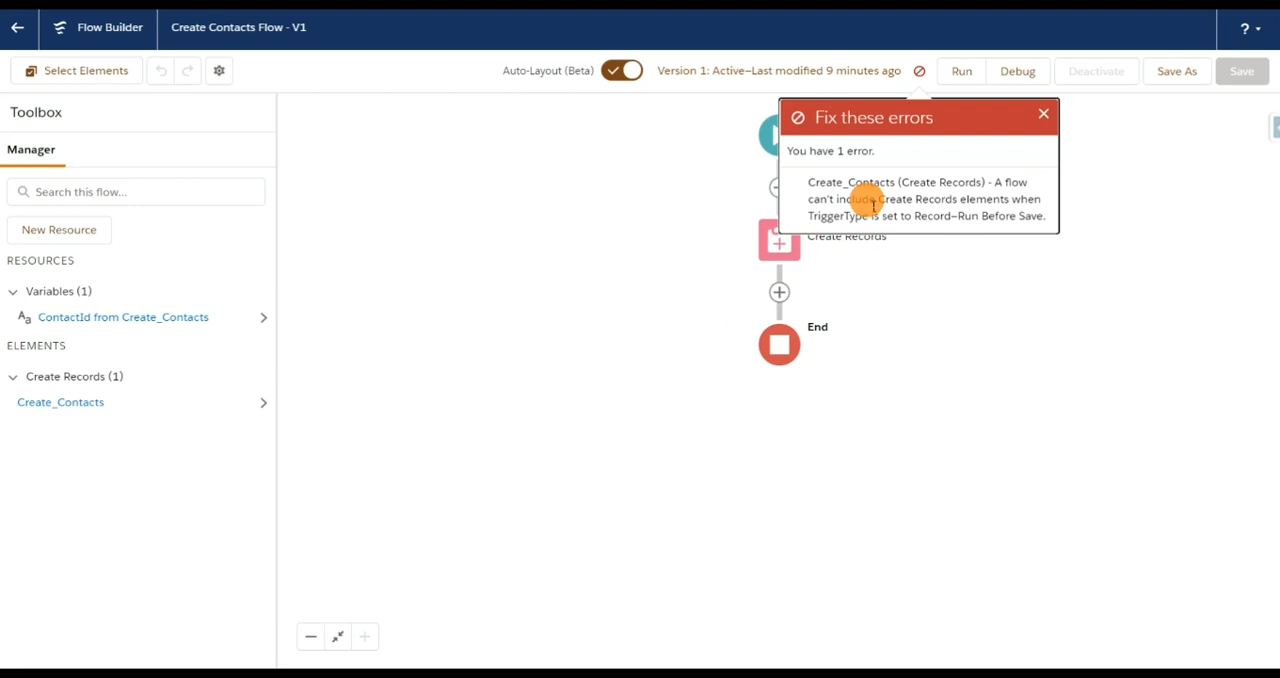 Flow Builder
Create Contacts Flow - V1
?
Select Elements
Auto-Layout (Beta)
Version 1: Active—Last modified 9 minutes ago
Run
Debug
Deactivate
Save As
Save
Toolbox
Manager
Search this flow...
New Resource
RESOURCES
Variables (1)
Aa ContactId from Create_Contacts
ELEMENTS
Create Records (1)
Create_Contacts
Fix these errors
You have 1 error.
Create_Contacts (Create Records) - A flow
can't include Create Records elements when
TriggerType is set to Record—Run Before Save.
Create Records
End